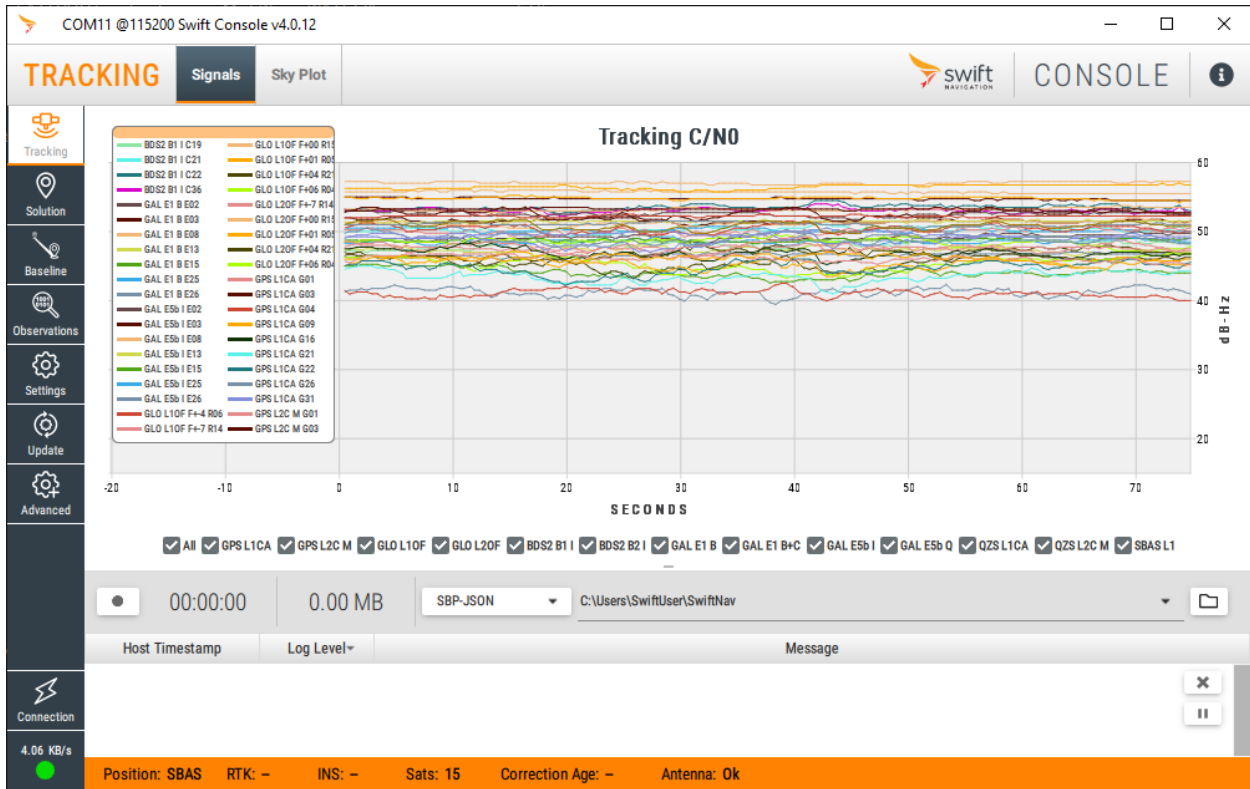 COM11 @115200 Swift Console v4.0.12
TRACKING Signals Sky Plot swift NAVIGATION CONSOLE
Tracking
Solution
Baseline
Observations
Settings
Update
Advanced
Connection
4.06 KB/s
Tracking C/N0
BDS2 B1 I C19 GLO L1OF F+00 R15
BDS2 B1 I C21 GLO L1OF F+01 R05
BDS2 B1 I C22 GLO L1OF F+04 R21
BDS2 B1 I C36 GLO L1OF F+06 R04
GAL E1 B E02 GLO L2OF F+-7 R14
GAL E1 B E03 GLO L2OF F+00 R15
GAL E1 B E08 GLO L2OF F+01 R05
GAL E1 B E13 GLO L2OF F+04 R21
GAL E1 B E15 GLO L2OF F+06 R04
GAL E1 B E25 GPS L1CA G01
GAL E1 B E26 GPS L1CA G03
GAL E5b I E02 GPS L1CA G04
GAL E5b I E03 GPS L1CA G09
GAL E5b I E08 GPS L1CA G16
GAL E5b I E13 GPS L1CA G21
GAL E5b I E15 GPS L1CA G22
GAL E5b I E25 GPS L1CA G26
GAL E5b I E26 GPS L1CA G31
GLO L1OF F+-4 R06 GPS L2C M G01
GLO L1OF F+-7 R14 GPS L2C M G03
60
50
40
30
20
dB-Hz
-20 -10 0 10 20 30 40 50 60 70
SECONDS
All GPS L1CA GPS L2C M GLO L1OF GLO L2OF BDS2 B1 I BDS2 B2 I GAL E1 B GAL E1 B+C GAL E5b I GAL E5b Q QZS L1CA QZS L2C M SBAS L1
00:00:00 0.00 MB SBP-JSON C:\Users\SwiftUser\SwiftNav
Host Timestamp Log Level Message
Position: SBAS RTK: – INS: – Sats: 15 Correction Age: – Antenna: Ok